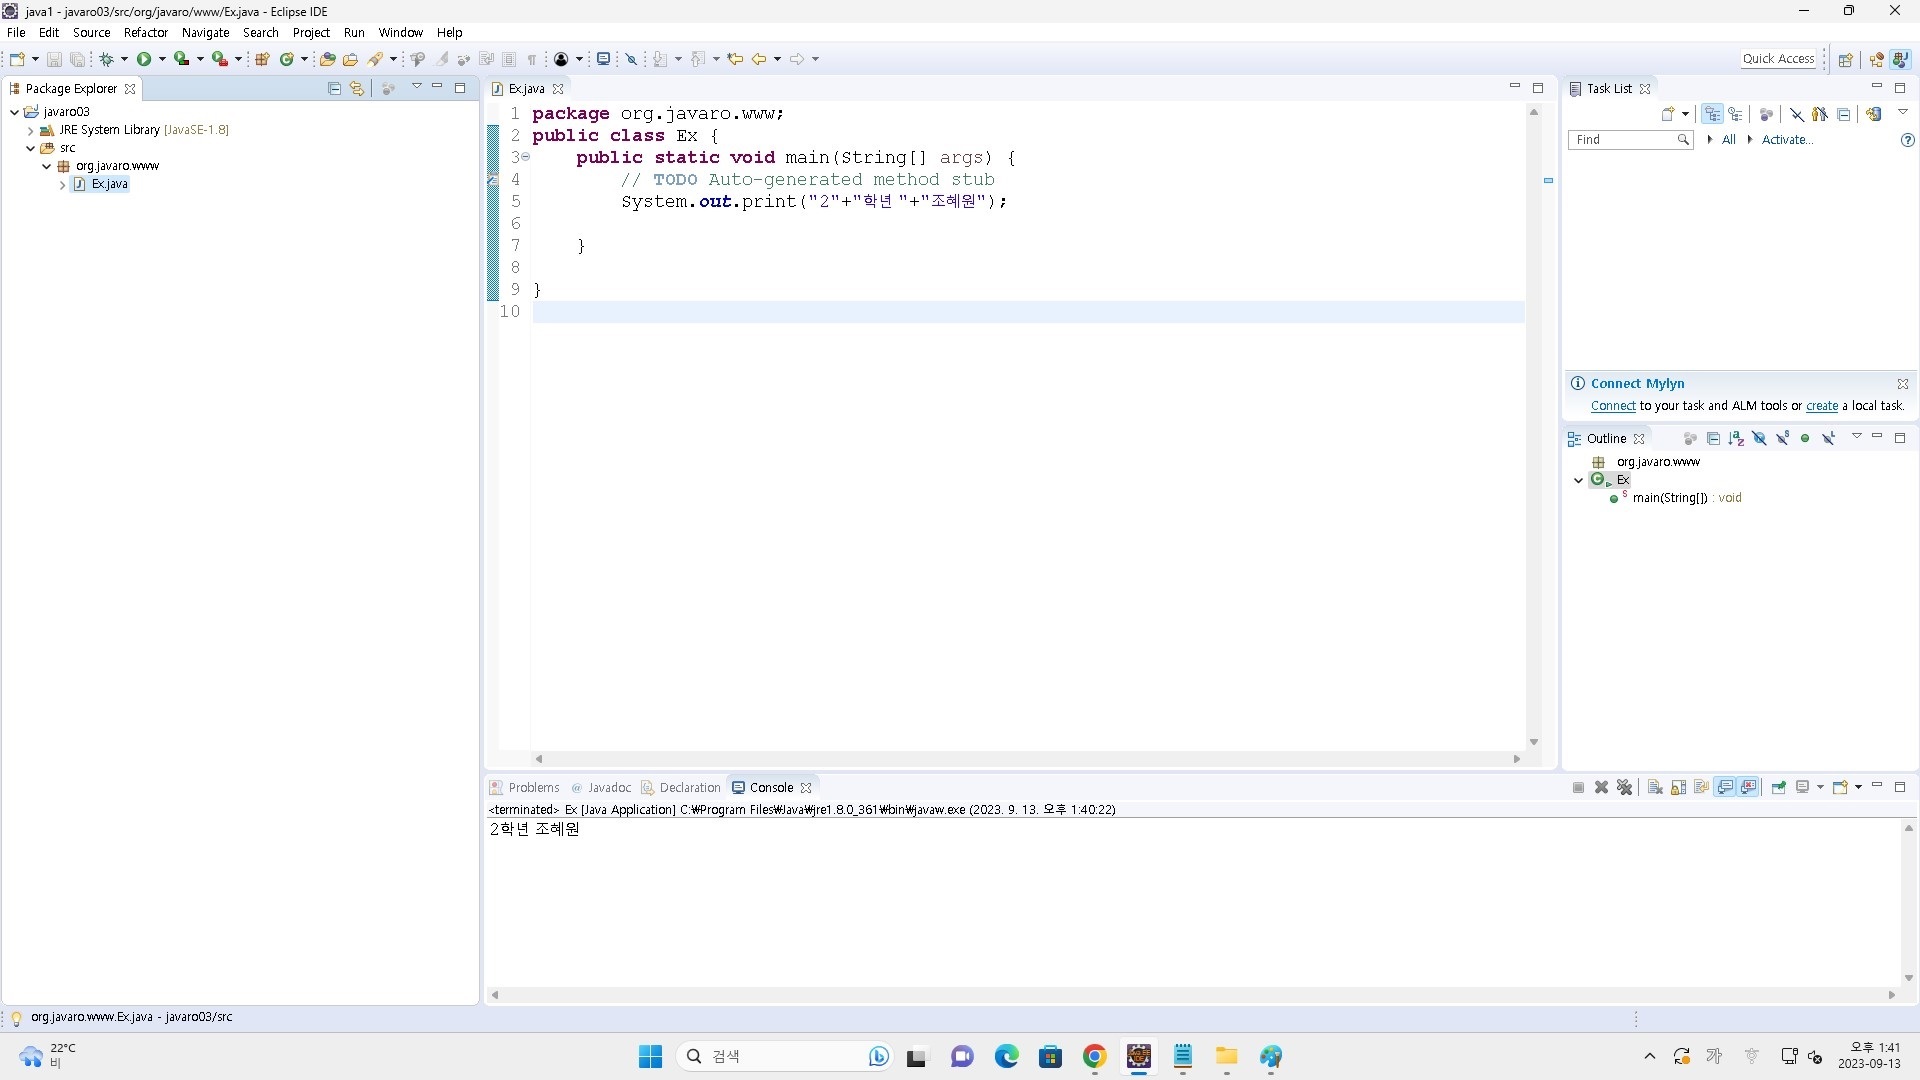 java1 - javaro03/src/org/javaro/www/Ex.java - Eclipse IDE
File Edit Source Refactor Navigate Search Project Run Window Help
Quick Access
Package Explorer
javaro03
JRE System Library [JavaSE-1.8]
src
org.javaro.www
Ex.java
Ex.java
1 package org.javaro.www;
2 public class Ex {
3 public static void main(String[] args) {
4 // TODO Auto-generated method stub
5 System.out.print("2"+"학년 "+"조혜원");
6
7 }
8
9 }
10
Task List
Find All Activate...
Connect Mylyn
Connect to your task and ALM tools or create a local task.
Outline
org.javaro.www
Ex
main(String[]) : void
Problems @ Javadoc Declaration Console
<terminated> Ex [Java Application] C:₩Program Files₩Java₩jre1.8.0_361₩bin₩javaw.exe (2023. 9. 13. 오후 1:40:22)
2학년 조혜원
org.javaro.www.Ex.java - javaro03/src
22°C
비
검색
가
오후 1:41
2023-09-13